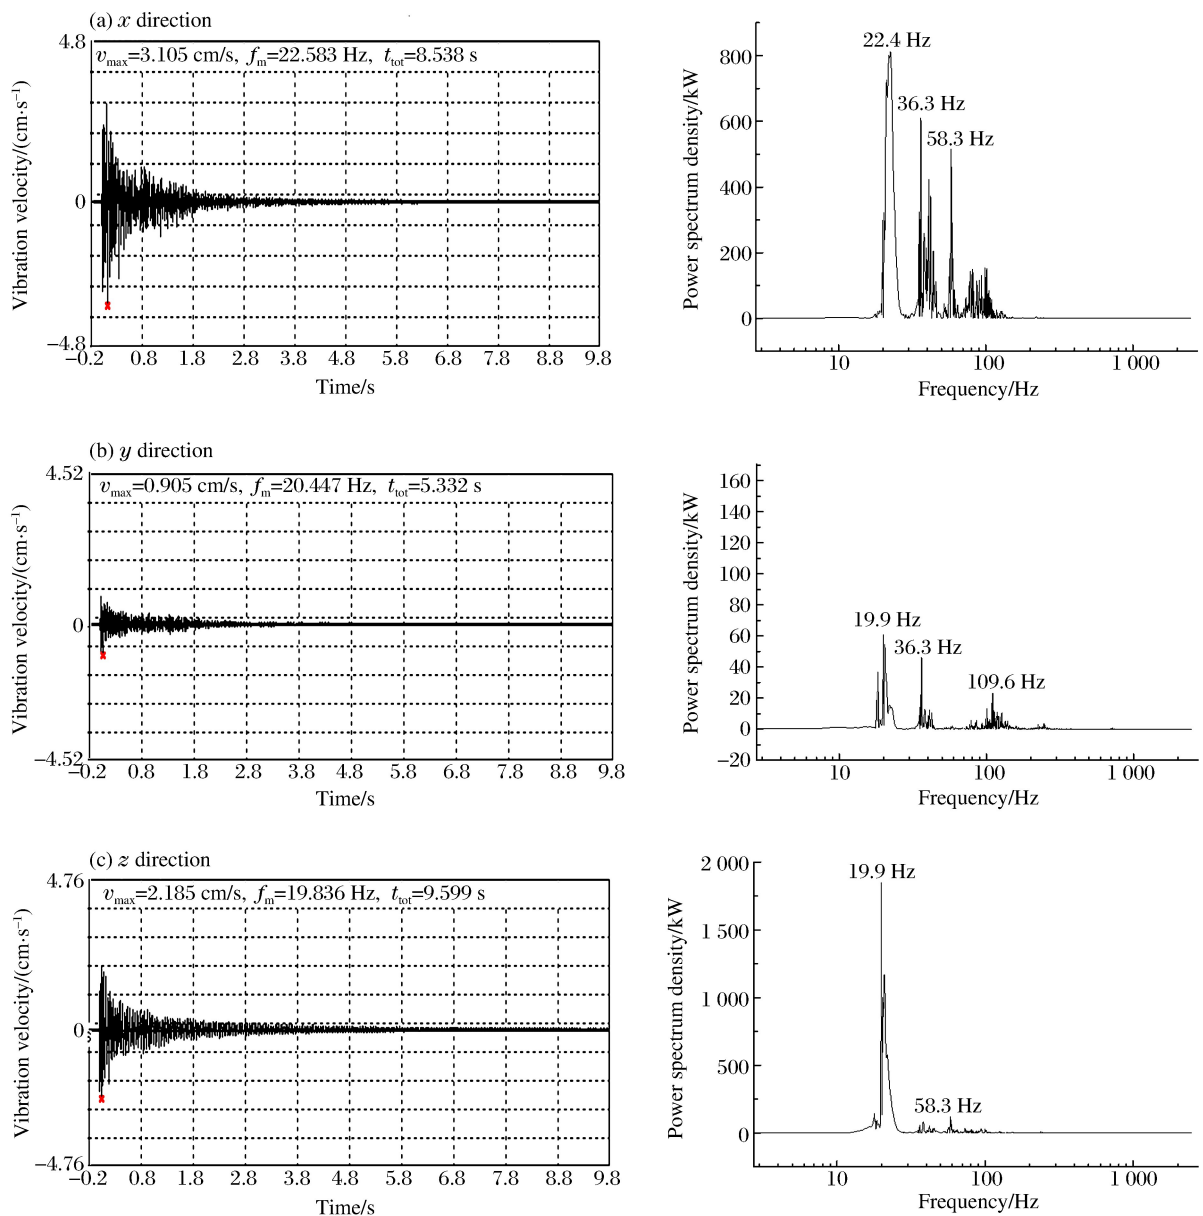 (a) x direction
4.8
v_max=3.105 cm/s, f_m=22.583 Hz, t_tot=8.538 s
Vibration velocity/(cm·s⁻¹)
0
−4.8
−0.2 0.8 1.8 2.8 3.8 4.8 5.8 6.8 7.8 8.8 9.8
Time/s
22.4 Hz
36.3 Hz
58.3 Hz
Power spectrum density/kW
800
600
400
200
0
10 100 1 000
Frequency/Hz
(b) y direction
4.52
v_max=0.905 cm/s, f_m=20.447 Hz, t_tot=5.332 s
Vibration velocity/(cm·s⁻¹)
0
−4.52
−0.2 0.8 1.8 2.8 3.8 4.8 5.8 6.8 7.8 8.8 9.8
Time/s
19.9 Hz
36.3 Hz
109.6 Hz
Power spectrum density/kW
160
140
120
100
80
60
40
20
0
−20
10 100 1 000
Frequency/Hz
(c) z direction
4.76
v_max=2.185 cm/s, f_m=19.836 Hz, t_tot=9.599 s
Vibration velocity/(cm·s⁻¹)
0
−4.76
−0.2 0.8 1.8 2.8 3.8 4.8 5.8 6.8 7.8 8.8 9.8
Time/s
19.9 Hz
58.3 Hz
Power spectrum density/kW
2 000
1 500
1 000
500
0
10 100 1 000
Frequency/Hz